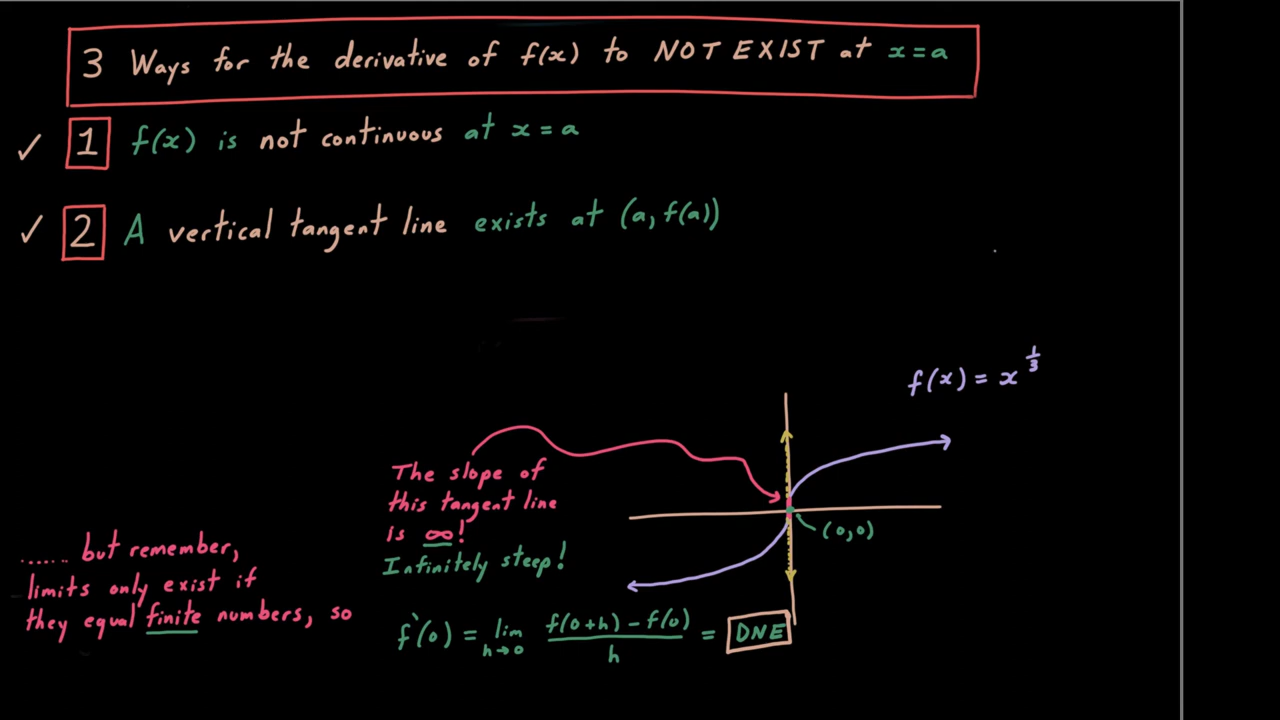 3 Ways for the derivative of f(x) to NOT EXIST at x=a
✓ 1 f(x) is not continuous at x = a
✓ 2 A vertical tangent line exists at (a, f(a))
f(x) = x^{1/3}
The slope of
this tangent line
is ∞!
Infinitely steep!
(0,0)
...... but remember,
limits only exist if
they equal finite numbers, so
f'(0) = lim_{h→0} \frac{f(0+h) - f(0)}{h} = DNE